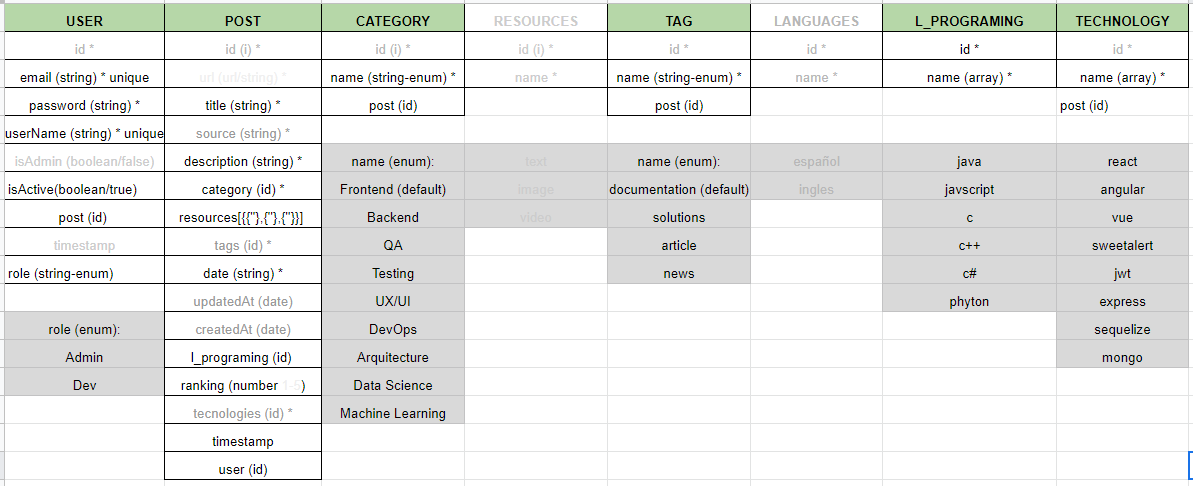 USER POST CATEGORY RESOURCES TAG LANGUAGES L_PROGRAMING TECHNOLOGY
id * id (i) * id (i) * id (i) * id * id * id * id *
email (string) * unique url (url/string) * name (string-enum) * name * name (string-enum) * name * name (array) * name (array) *
password (string) * title (string) * post (id) post (id) post (id)
userName (string) * unique source (string) *
isAdmin (boolean/false) description (string) * name (enum): text name (enum): español java react
isActive(boolean/true) category (id) * Frontend (default) image documentation (default) ingles javscript angular
post (id) resources[{{"},{"},{"}}] Backend video solutions c vue
timestamp tags (id) * QA article c++ sweetalert
role (string-enum) date (string) * Testing news c# jwt
updatedAt (date) UX/UI phyton express
role (enum): createdAt (date) DevOps sequelize
Admin l_programing (id) Arquitecture mongo
Dev ranking (number 1-5) Data Science
tecnologies (id) * Machine Learning
timestamp
user (id)